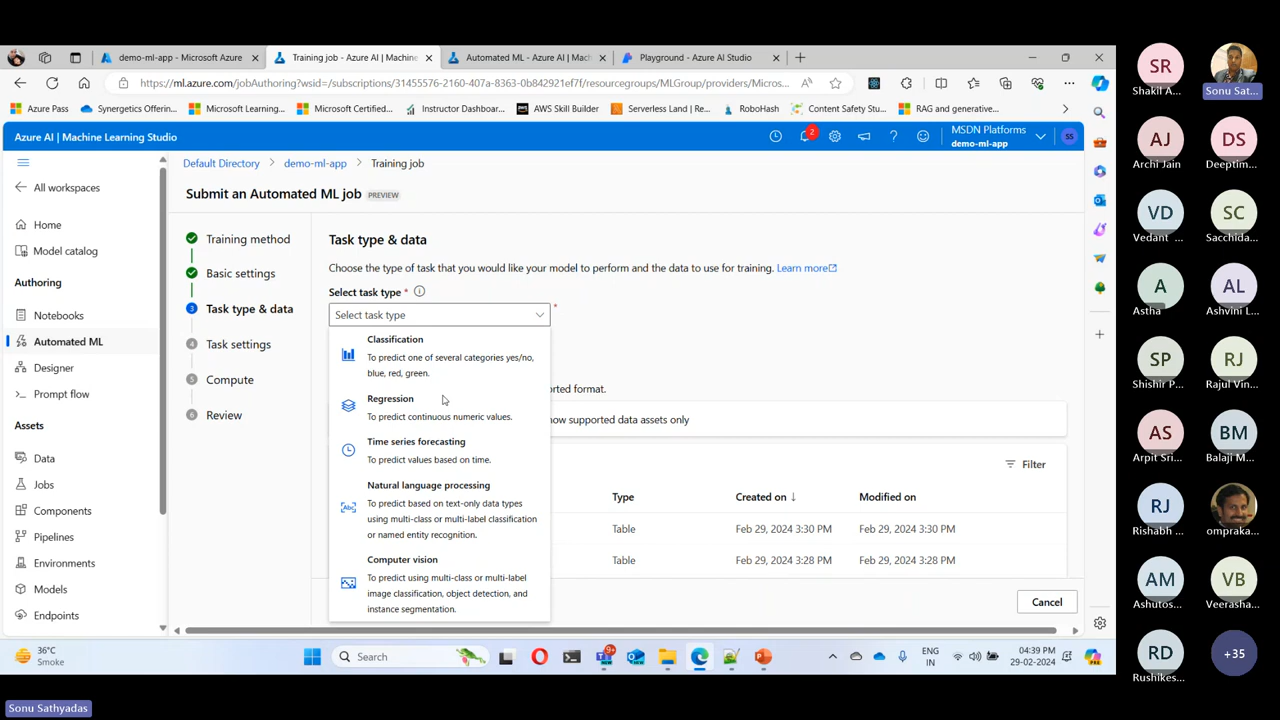 demo-ml-app - Microsoft Azure
Training job - Azure AI | Machine
Automated ML - Azure AI | Mach
Playground - Azure AI Studio
https://ml.azure.com/jobAuthoring?wsid=/subscriptions/31455576-2160-407a-8363-0b842921ef7f/resourcegroups/MLGroup/providers/Micros...
Azure Pass
Synergetics Offering...
Microsoft Learning...
Microsoft Certified...
Instructor Dashboar...
AWS Skill Builder
Serverless Land | Re...
RoboHash
Content Safety Stu...
RAG and generative...
Azure AI | Machine Learning Studio
2
MSDN Platforms
demo-ml-app
SS
All workspaces
Home
Model catalog
Authoring
Notebooks
Automated ML
Designer
Prompt flow
Assets
Data
Jobs
Components
Pipelines
Environments
Models
Endpoints
Default Directory > demo-ml-app > Training job
Submit an Automated ML job PREVIEW
Training method
Basic settings
3 Task type & data
4 Task settings
5 Compute
6 Review
Task type & data
Choose the type of task that you would like your model to perform and the data to use for training. Learn more
Select task type *
Select task type
*
Classification
To predict one of several categories yes/no,
blue, red, green.
Regression
To predict continuous numeric values.
Time series forecasting
To predict values based on time.
Natural language processing
To predict based on text-only data types
using multi-class or multi-label classification
or named entity recognition.
Computer vision
To predict using multi-class or multi-label
image classification, object detection, and
instance segmentation.
orted format.
ow supported data assets only
Filter
Type Created on Modified on
Table Feb 29, 2024 3:30 PM Feb 29, 2024 3:30 PM
Table Feb 29, 2024 3:28 PM Feb 29, 2024 3:28 PM
Cancel
36°C
Smoke
Search
ENG
IN
04:39 PM
29-02-2024
SR
Shakil A...
Sonu Sat...
AJ
Archi Jain
DS
Deeptim...
VD
Vedant ...
SC
Sacchida...
A
Astha
AL
Ashvini L...
SP
Shishir P...
RJ
Rajul Vin...
AS
Arpit Sri...
BM
Balaji M...
RJ
Rishabh ...
ompraka...
AM
Ashutos...
VB
Veerasha...
RD
Rushikes...
+35
Sonu Sathyadas